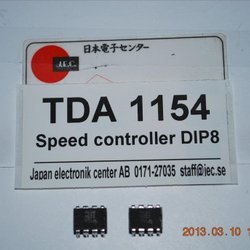 日本電子センター
J.E.C.
TDA 1154
Speed controller DIP8
Japan electronik center AB 0171-27035 staff@jec.se
2013.03.10